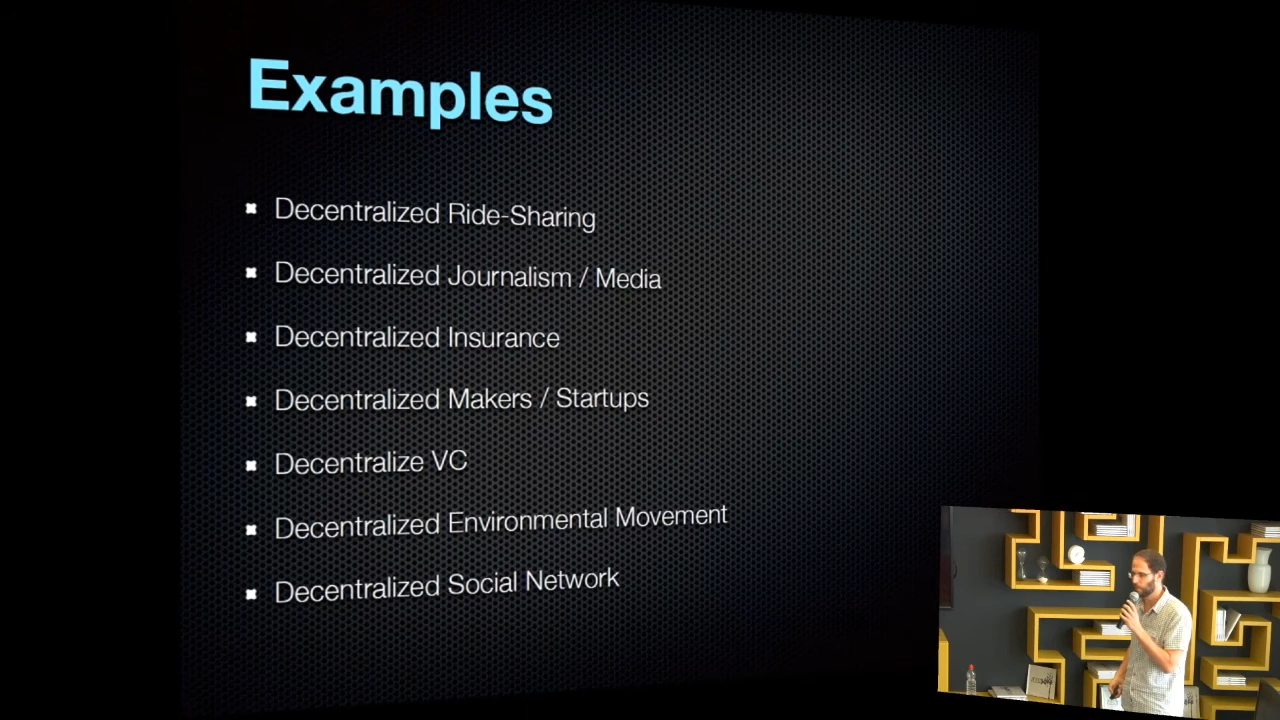 Examples
Decentralized Ride-Sharing
Decentralized Journalism / Media
Decentralized Insurance
Decentralized Makers / Startups
Decentralize VC
Decentralized Environmental Movement
Decentralized Social Network